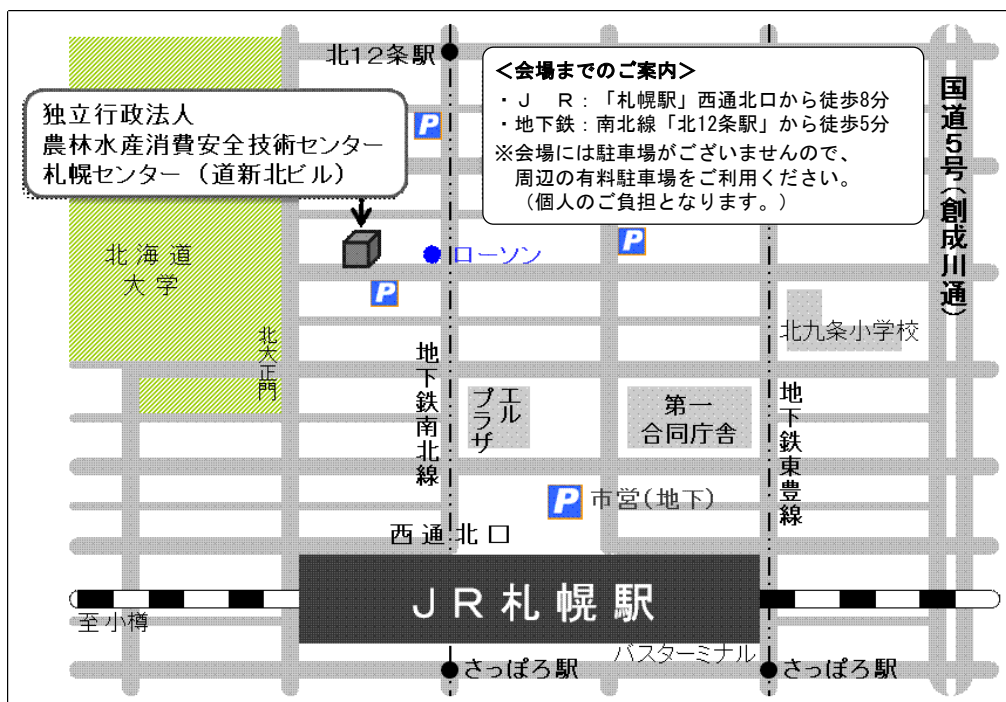 北12条駅
<会場までのご案内>
・Ｊ　Ｒ：「札幌駅」西通北口から徒歩8分
・地下鉄：南北線「北12条駅」から徒歩5分
※会場には駐車場がございませんので、
周辺の有料駐車場をご利用ください。
（個人のご負担となります。）
国道5号(創成川通)
独立行政法人
農林水産消費安全技術センター
札幌センター（道新北ビル）
P
P
北海道
大学
ローソン
P
北九条小学校
北大正門
地下鉄南北線
エル
プラザ
第一
合同庁舎
地下鉄東豊線
P
市営(地下)
西通北口
ＪＲ札幌駅
至小樽
バスターミナル
さっぽろ駅
さっぽろ駅